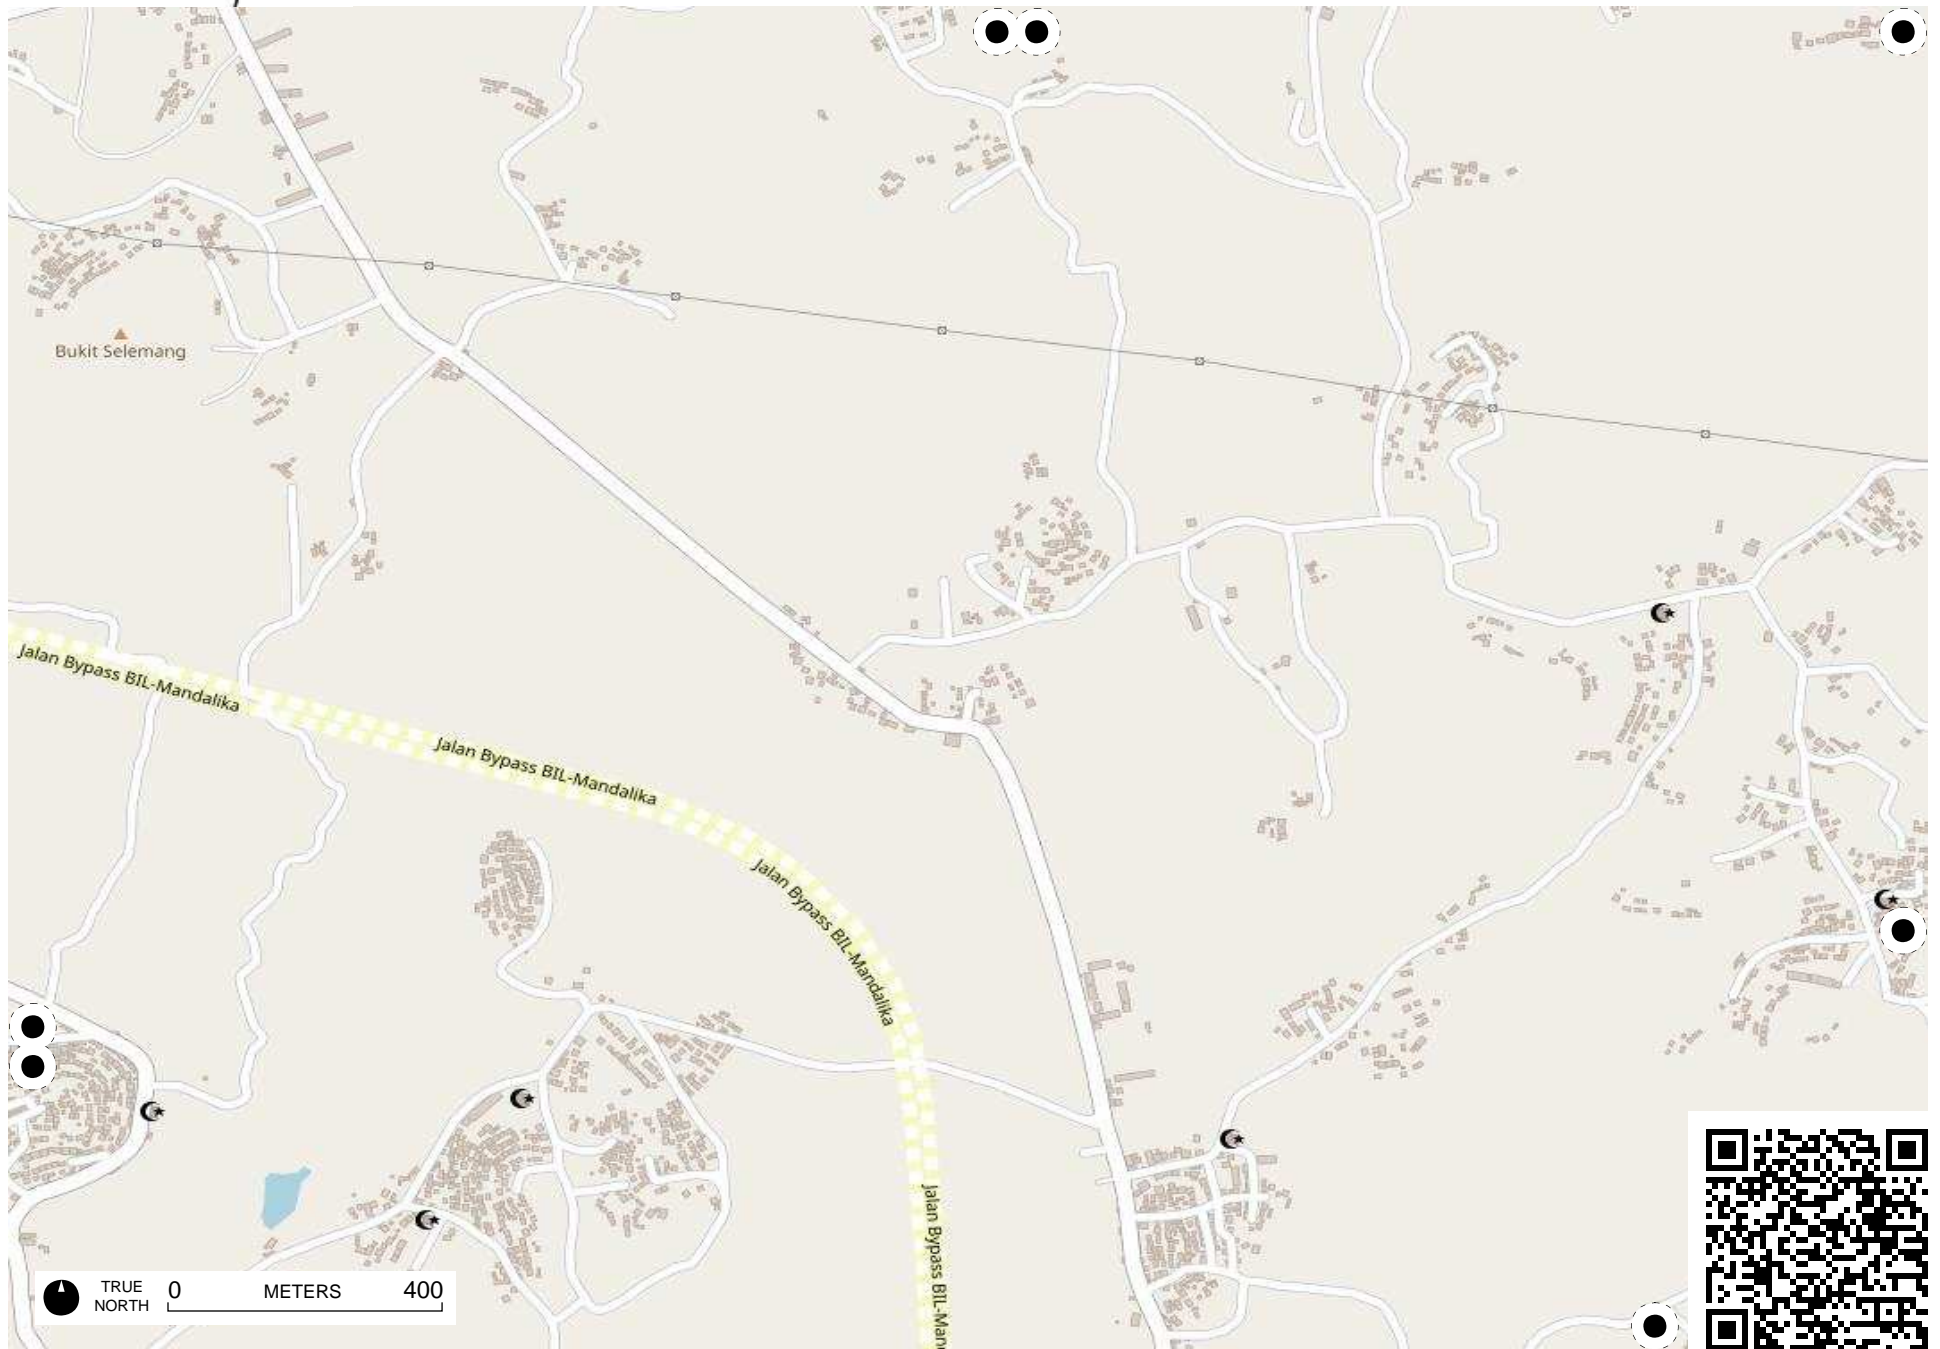 Bukit Selemang
Jalan Bypass BIL-Mandalika
Jalan Bypass BIL-Mandalika
Jalan Bypass BIL-Mandalika
Jalan Bypass BIL-Man
TRUE
NORTH
0 METERS 400